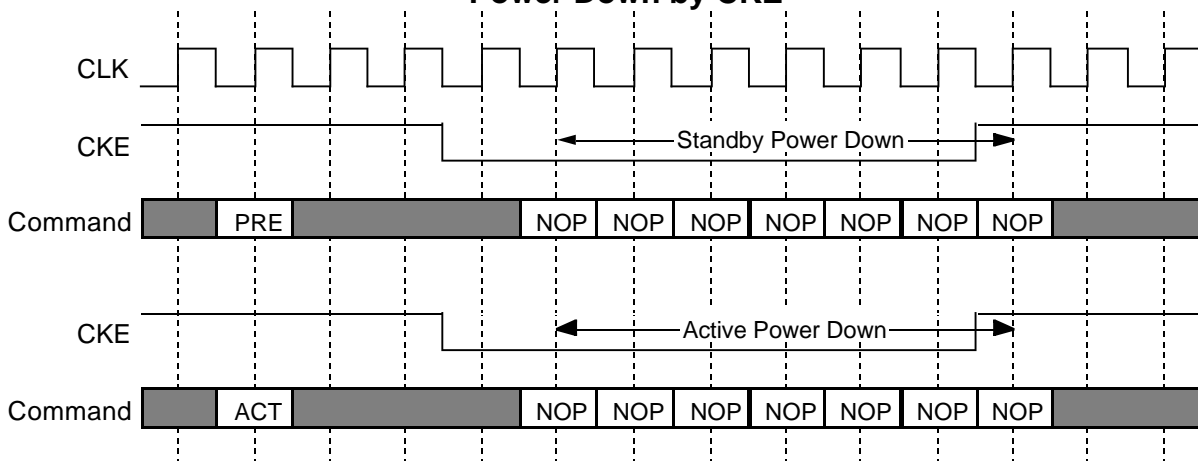 Power Down by CKE
CLK
CKE
Standby Power Down
Command
PRE
NOP NOP NOP NOP NOP NOP NOP
CKE
Active Power Down
Command
ACT
NOP NOP NOP NOP NOP NOP NOP